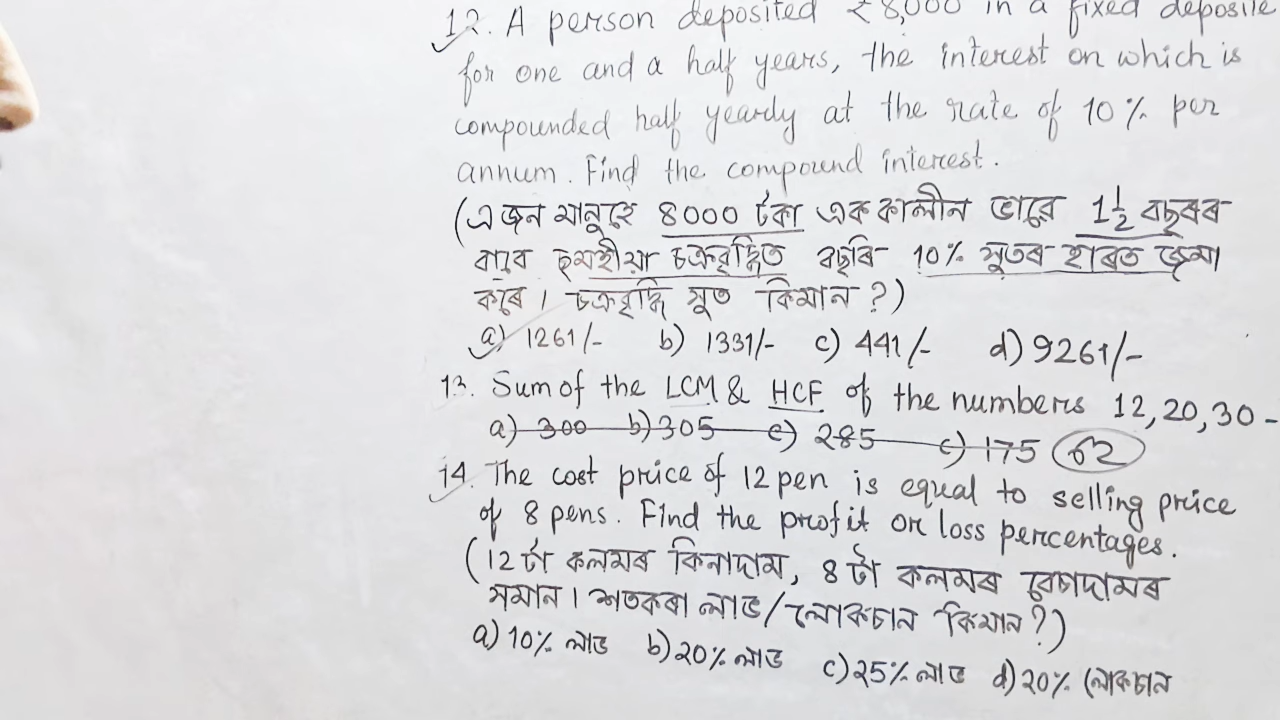 12. A person deposited ₹8,000 in a fixed deposite
for one and a half years, the interest on which is
compounded half yearly at the rate of 10% per
annum. Find the compound interest.
(এজন মানুহে 8000 টকা এককালীন ভাৱে 1½ বছৰৰ
বাবে ছমহীয়া চক্ৰবৃদ্ধিত বছৰি 10% সুতৰ হাৰত জমা
কৰে। চক্ৰবৃদ্ধি সুত কিমান?)
a) 1261/- b) 1331/- c) 441/- d) 9261/-
13. Sum of the LCM & HCF of the numbers 12, 20, 30 -
a) 300 b) 305 c) 285 c) 175 62
14. The cost price of 12 pen is equal to selling price
of 8 pens. Find the profit or loss percentages.
(12 টা কলমৰ কিনাদাম, 8 টা কলমৰ বেচাদামৰ
সমান। শতকৰা লাভ/লোকচান কিমান?)
a) 10% লাভ b) 20% লাভ c) 25% লাভ d) 20% লোকচান